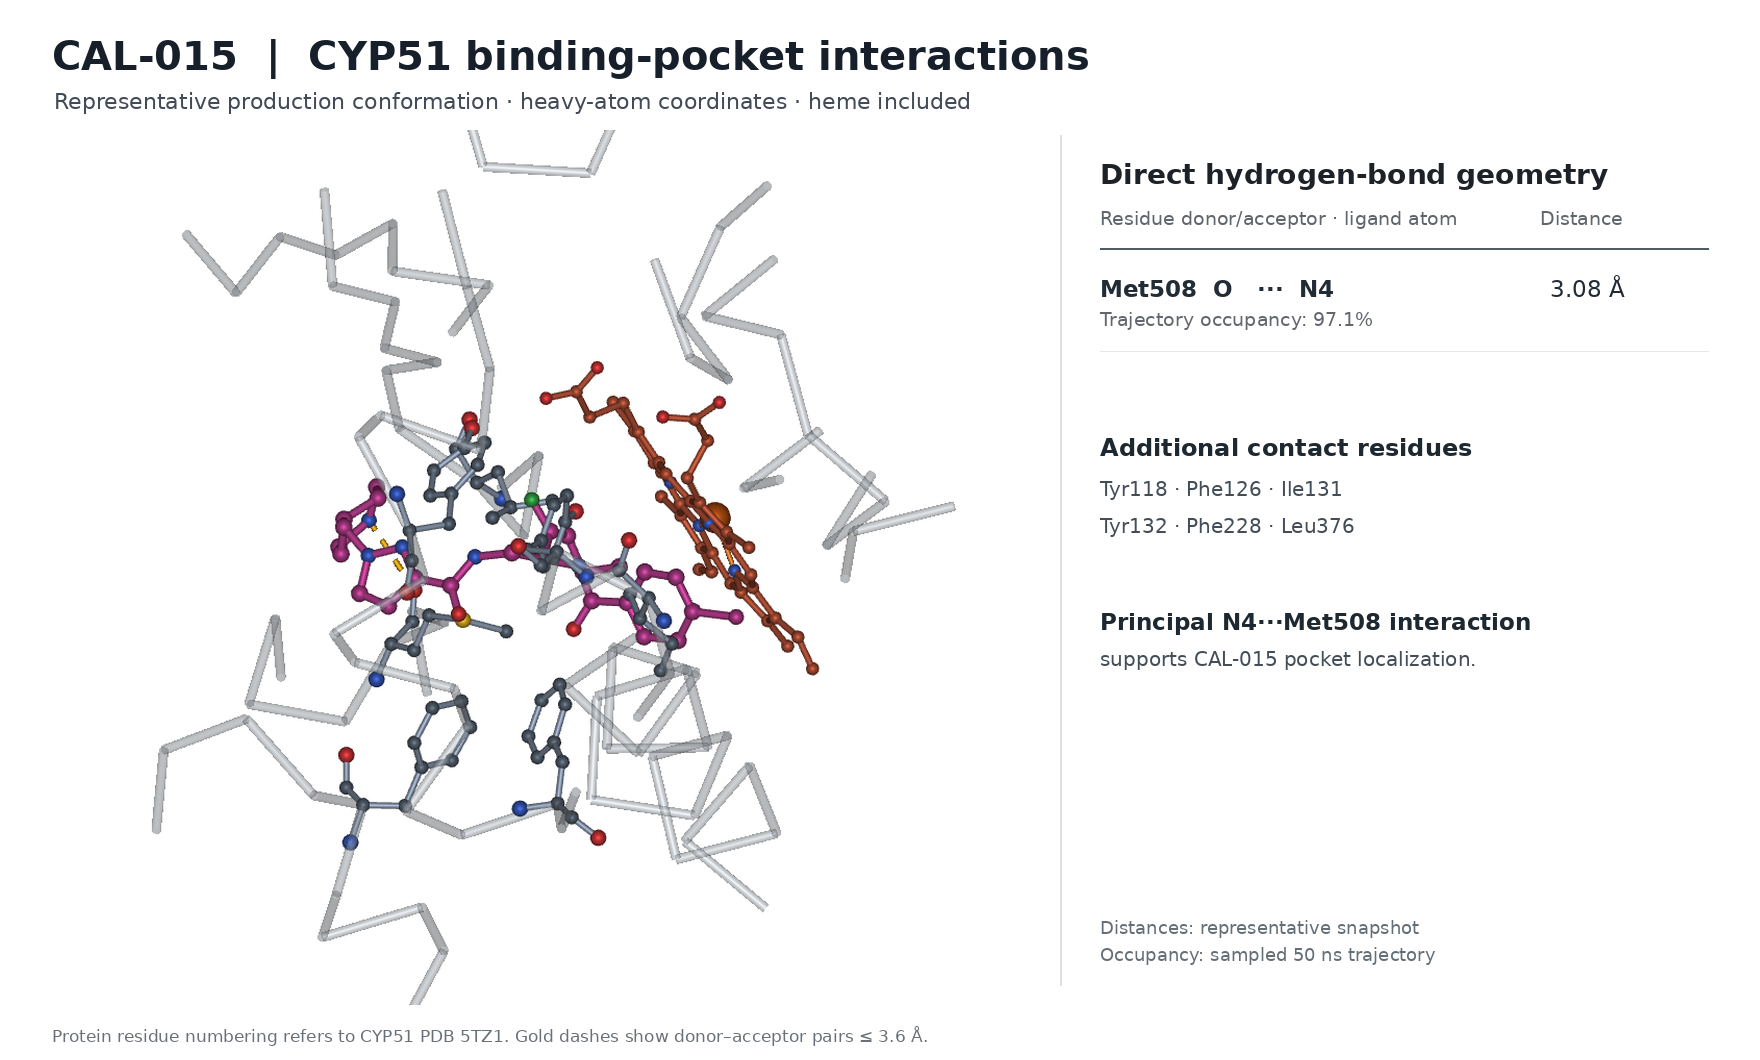 CAL-015 | CYP51 binding-pocket interactions
Representative production conformation · heavy-atom coordinates · heme included
Direct hydrogen-bond geometry
Residue donor/acceptor · ligand atom Distance
Met508 O ··· N4 3.08 Å
Trajectory occupancy: 97.1%
Additional contact residues
Tyr118 · Phe126 · Ile131
Tyr132 · Phe228 · Leu376
Principal N4···Met508 interaction
supports CAL-015 pocket localization.
Distances: representative snapshot
Occupancy: sampled 50 ns trajectory
Protein residue numbering refers to CYP51 PDB 5TZ1. Gold dashes show donor–acceptor pairs ≤ 3.6 Å.